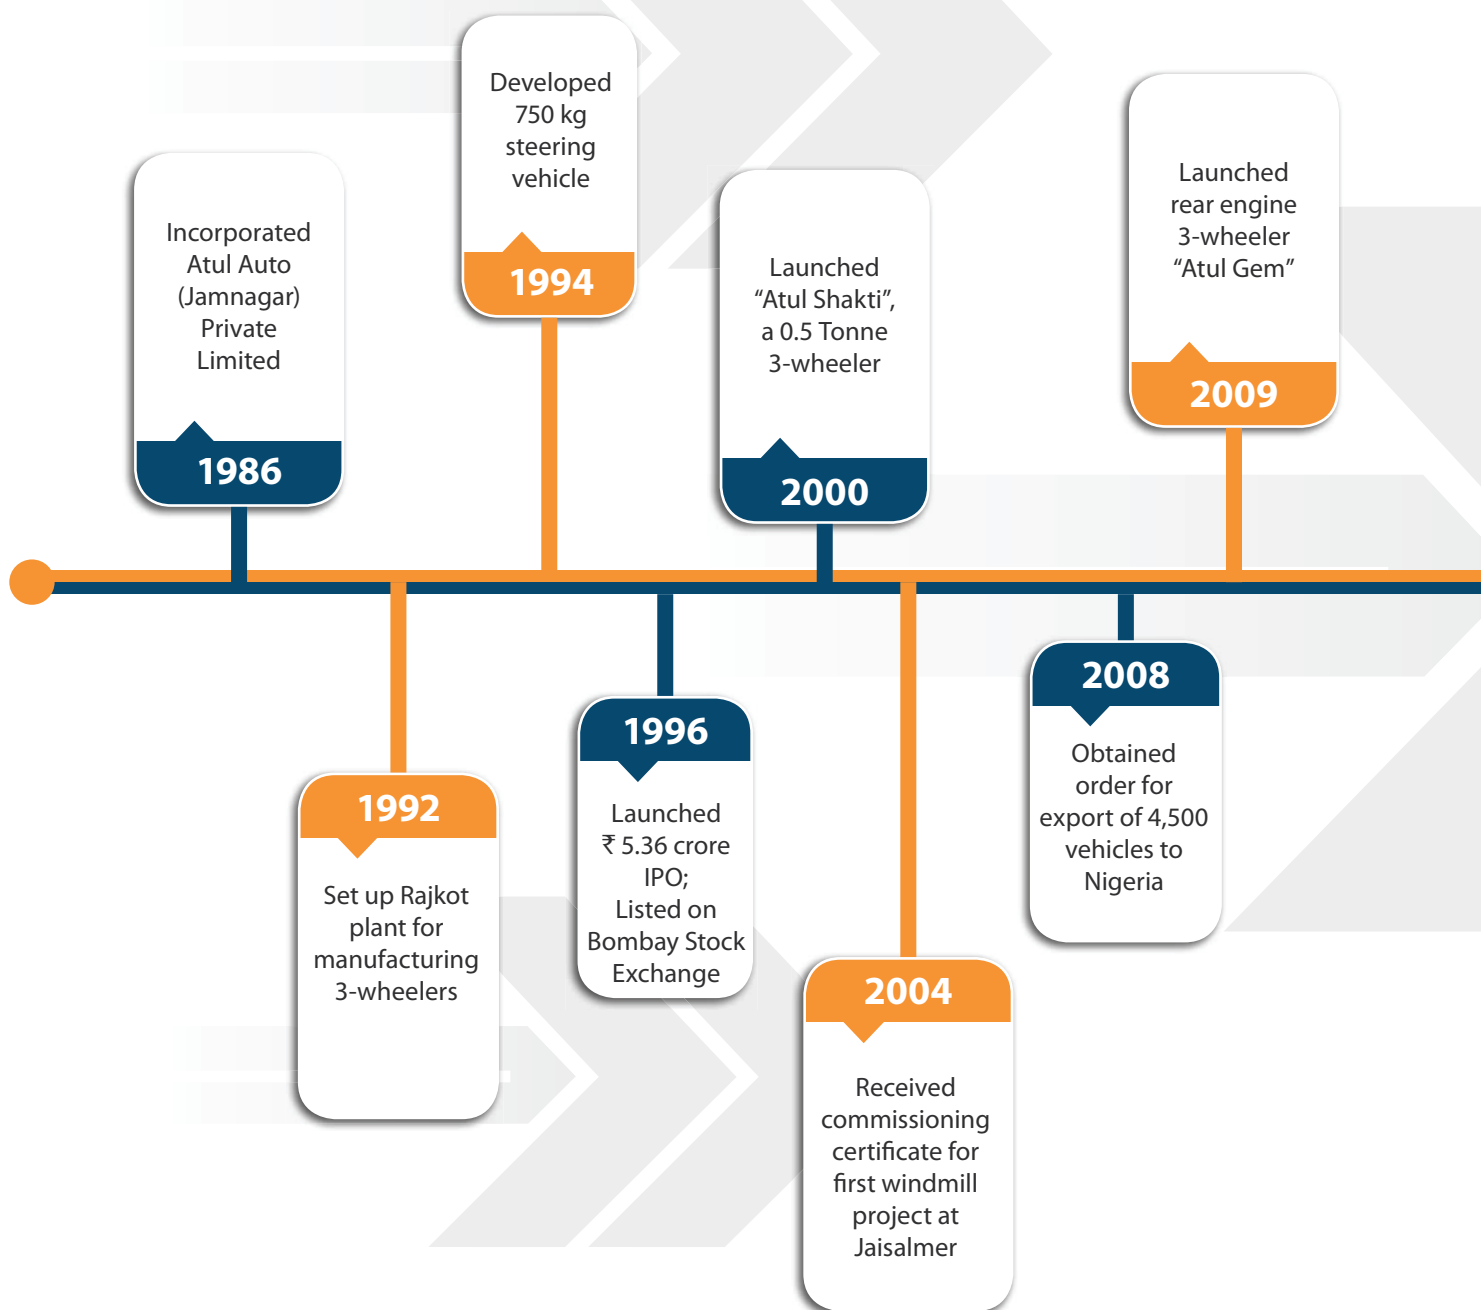 Incorporated
Atul Auto
(Jamnagar)
Private
Limited
1986
Set up Rajkot
plant for
manufacturing
3-wheelers
1992
Developed
750 kg
steering
vehicle
1994
1996
Launched
₹ 5.36 crore
IPO;
Listed on
Bombay Stock
Exchange
Launched
“Atul Shakti”,
a 0.5 Tonne
3-wheeler
2000
2004
Received
commissioning
certificate for
first windmill
project at
Jaisalmer
2008
Obtained
order for
export of 4,500
vehicles to
Nigeria
Launched
rear engine
3-wheeler
“Atul Gem”
2009